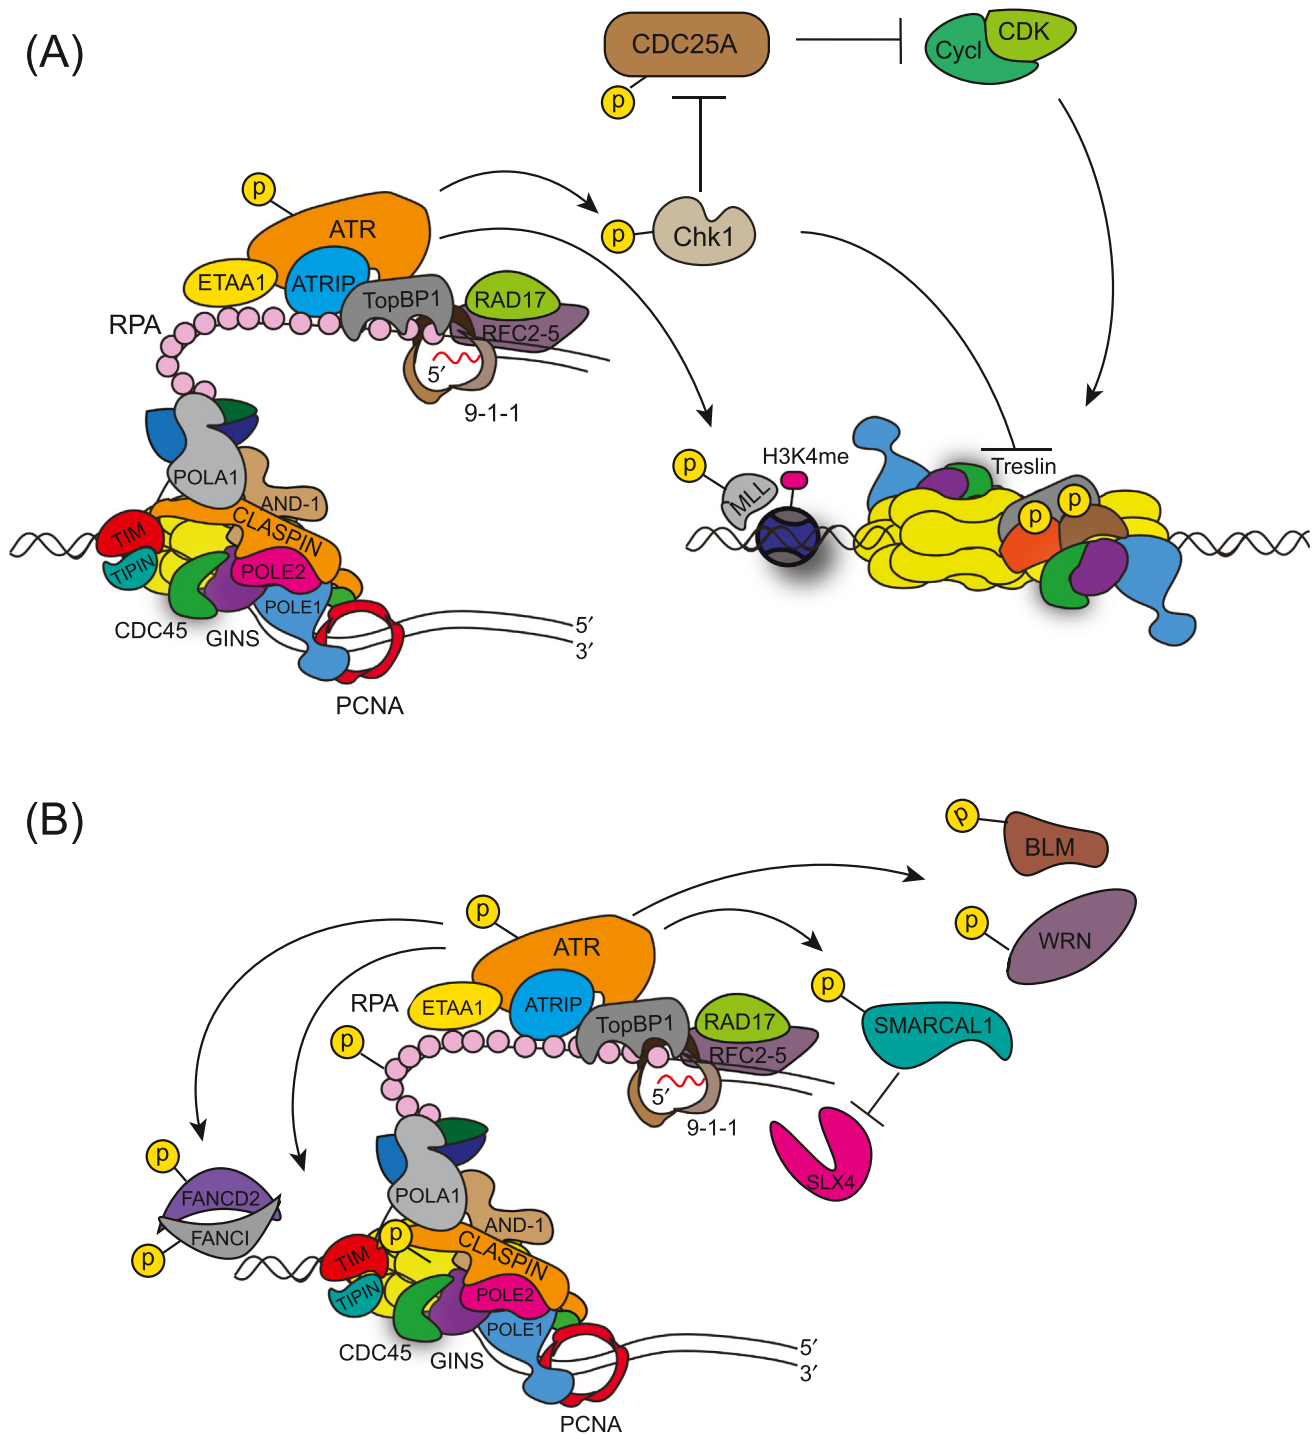 (A)
CDC25A
Cycl
CDK
p
p
ATR
p
Chk1
ETAA1
ATRIP
TopBP1
RAD17
RPA
RFC2-5
5′
9-1-1
POLA1
AND-1
CLASPIN
TIM
TIPIN
POLE2
POLE1
CDC45
GINS
5′
3′
PCNA
p
MLL
H3K4me
Treslin
p
p
(B)
p
BLM
p
WRN
p
ATR
p
SMARCAL1
RPA
ETAA1
ATRIP
TopBP1
RAD17
RFC2-5
p
5′
9-1-1
SLX4
p
FANCD2
FANCI
p
POLA1
AND-1
p
CLASPIN
TIM
TIPIN
POLE2
POLE1
CDC45
GINS
5′
3′
PCNA